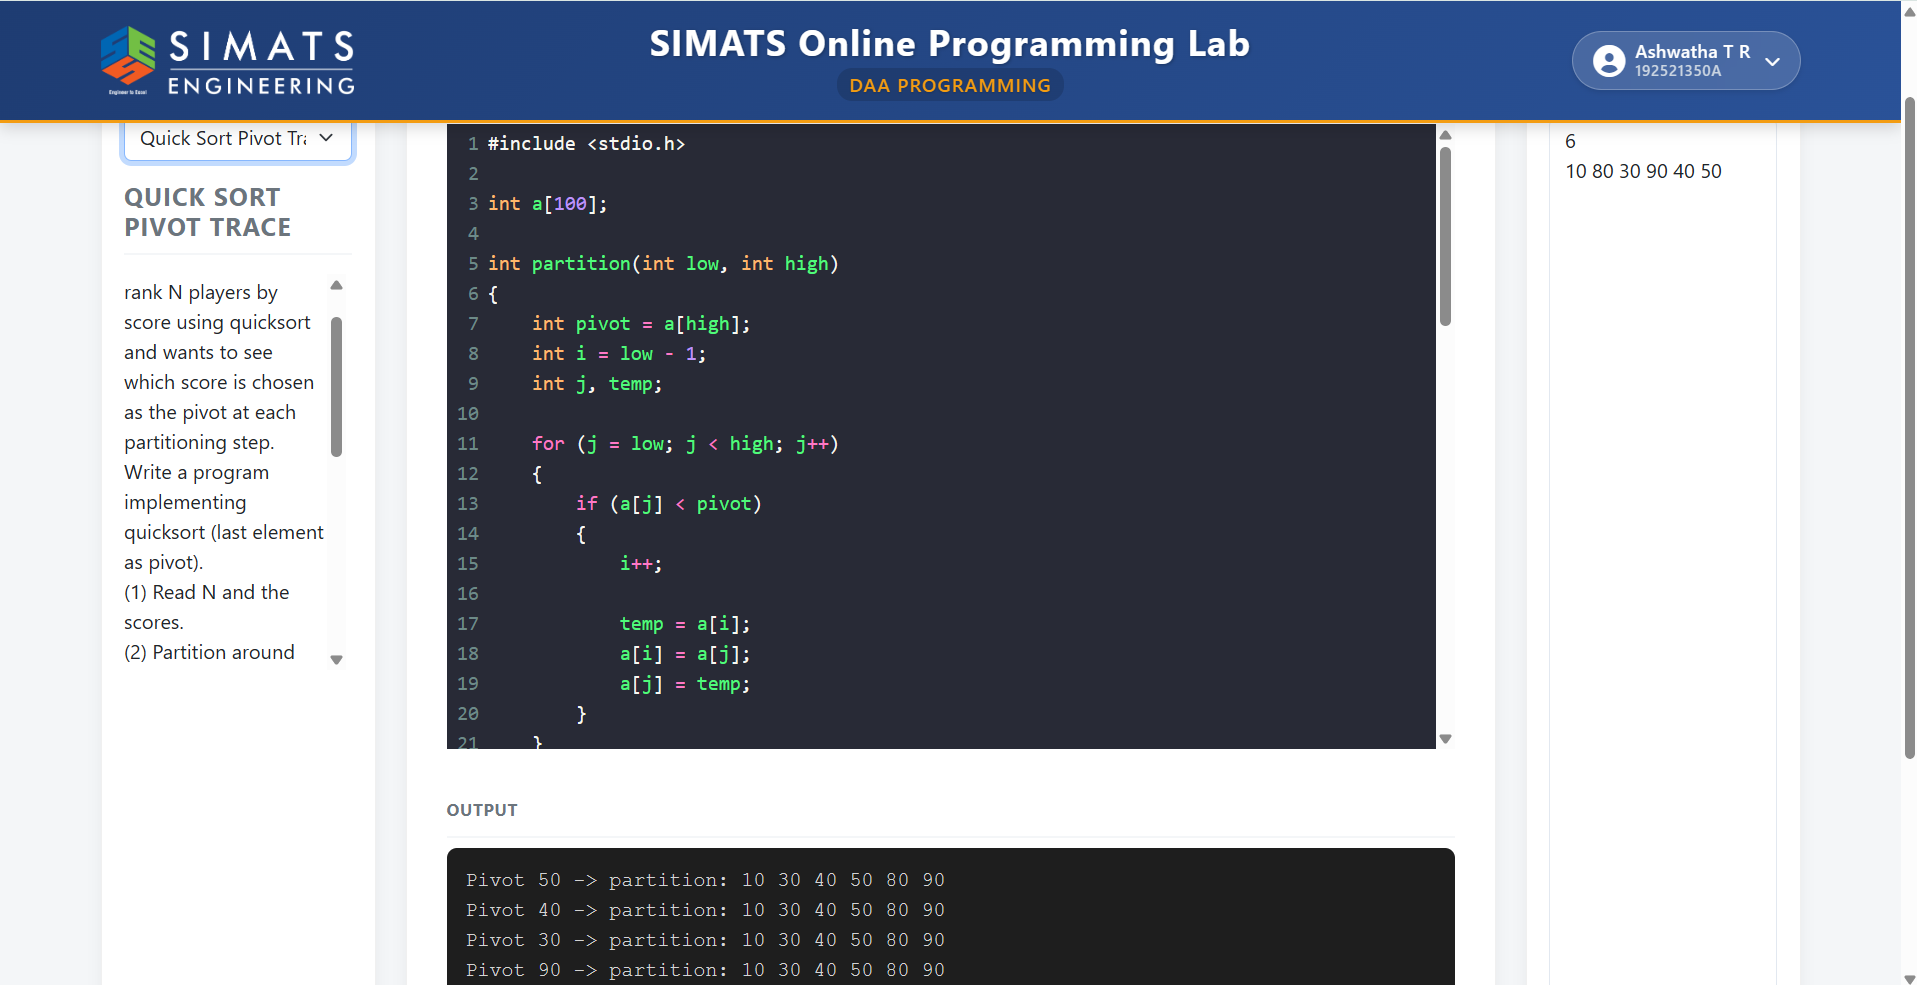 SIMATS
ENGINEERING
Engineer to Excel
SIMATS Online Programming Lab
DAA PROGRAMMING
Ashwatha T R
192521350A
Quick Sort Pivot Tra
QUICK SORT
PIVOT TRACE
rank N players by
score using quicksort
and wants to see
which score is chosen
as the pivot at each
partitioning step.
Write a program
implementing
quicksort (last element
as pivot).
(1) Read N and the
scores.
(2) Partition around
1 #include <stdio.h>
2
3 int a[100];
4
5 int partition(int low, int high)
6 {
7     int pivot = a[high];
8     int i = low - 1;
9     int j, temp;
10
11     for (j = low; j < high; j++)
12     {
13         if (a[j] < pivot)
14         {
15             i++;
16
17             temp = a[i];
18             a[i] = a[j];
19             a[j] = temp;
20         }
21     }
OUTPUT
Pivot 50 -> partition: 10 30 40 50 80 90
Pivot 40 -> partition: 10 30 40 50 80 90
Pivot 30 -> partition: 10 30 40 50 80 90
Pivot 90 -> partition: 10 30 40 50 80 90
6
10 80 30 90 40 50